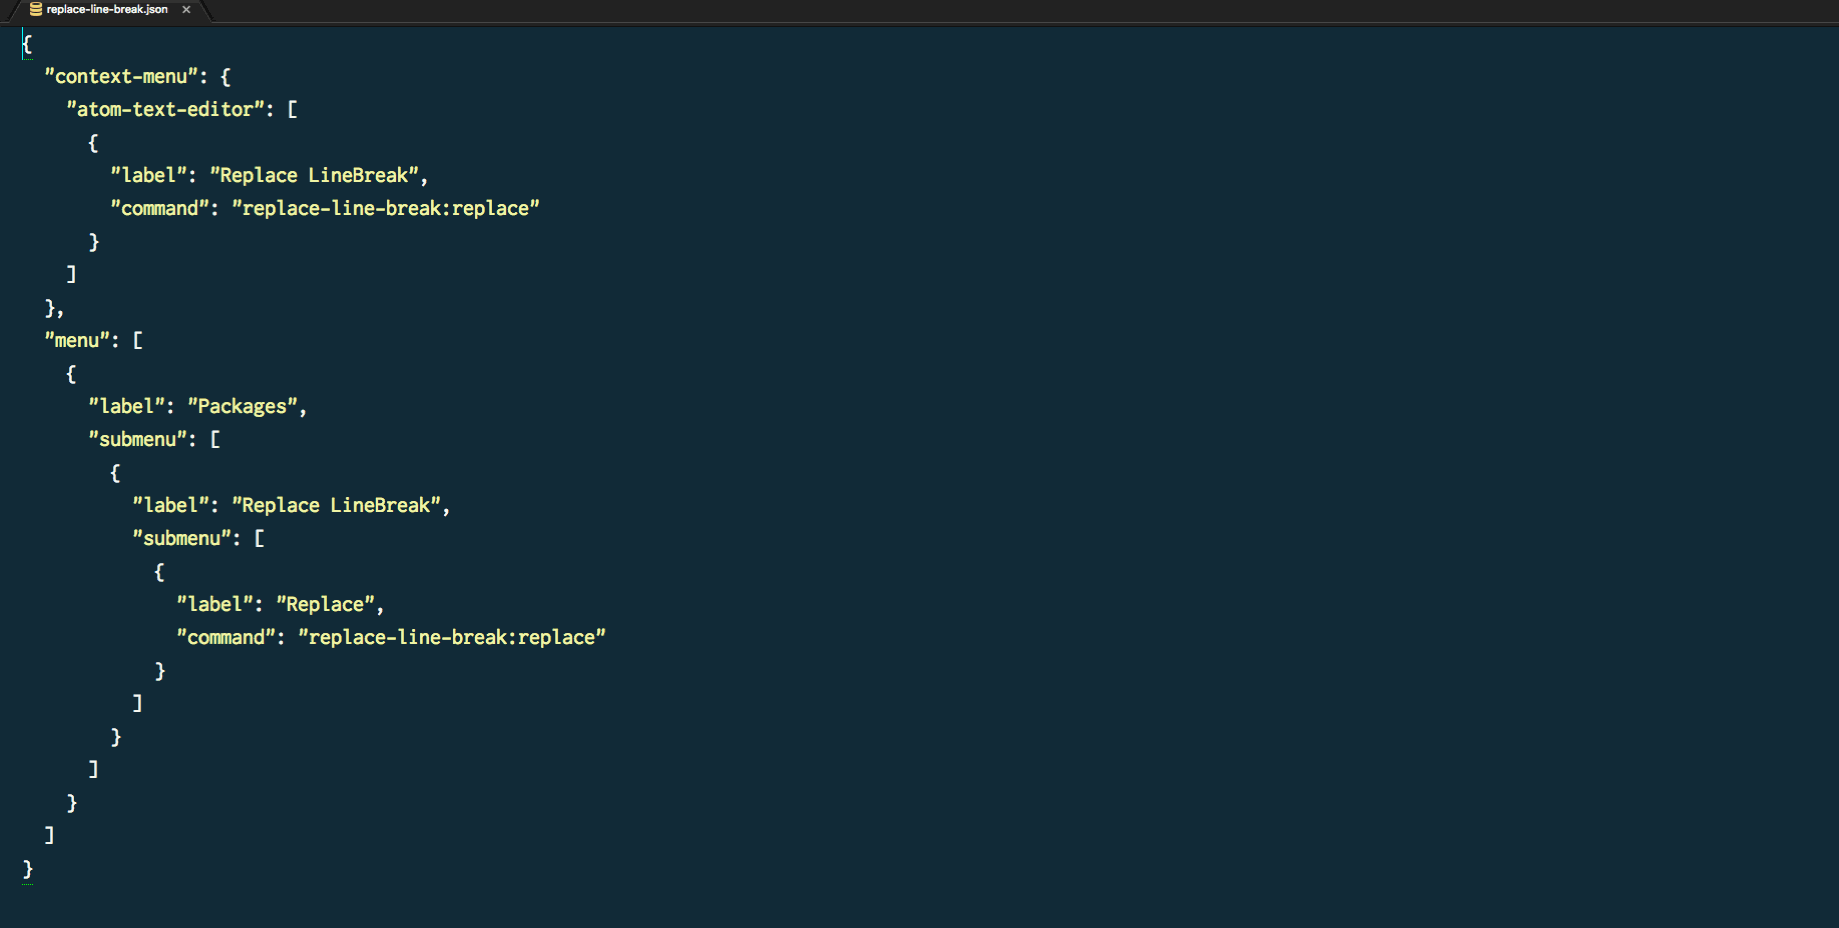 replace-line-break.json
{
  "context-menu": {
    "atom-text-editor": [
      {
        "label": "Replace LineBreak",
        "command": "replace-line-break:replace"
      }
    ]
  },
  "menu": [
    {
      "label": "Packages",
      "submenu": [
        {
          "label": "Replace LineBreak",
          "submenu": [
            {
              "label": "Replace",
              "command": "replace-line-break:replace"
            }
          ]
        }
      ]
    }
  ]
}